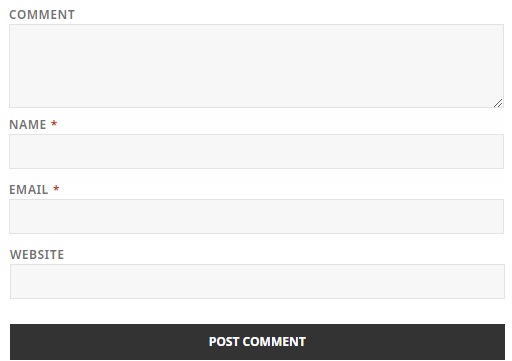 COMMENT
NAME *
EMAIL *
WEBSITE
POST COMMENT